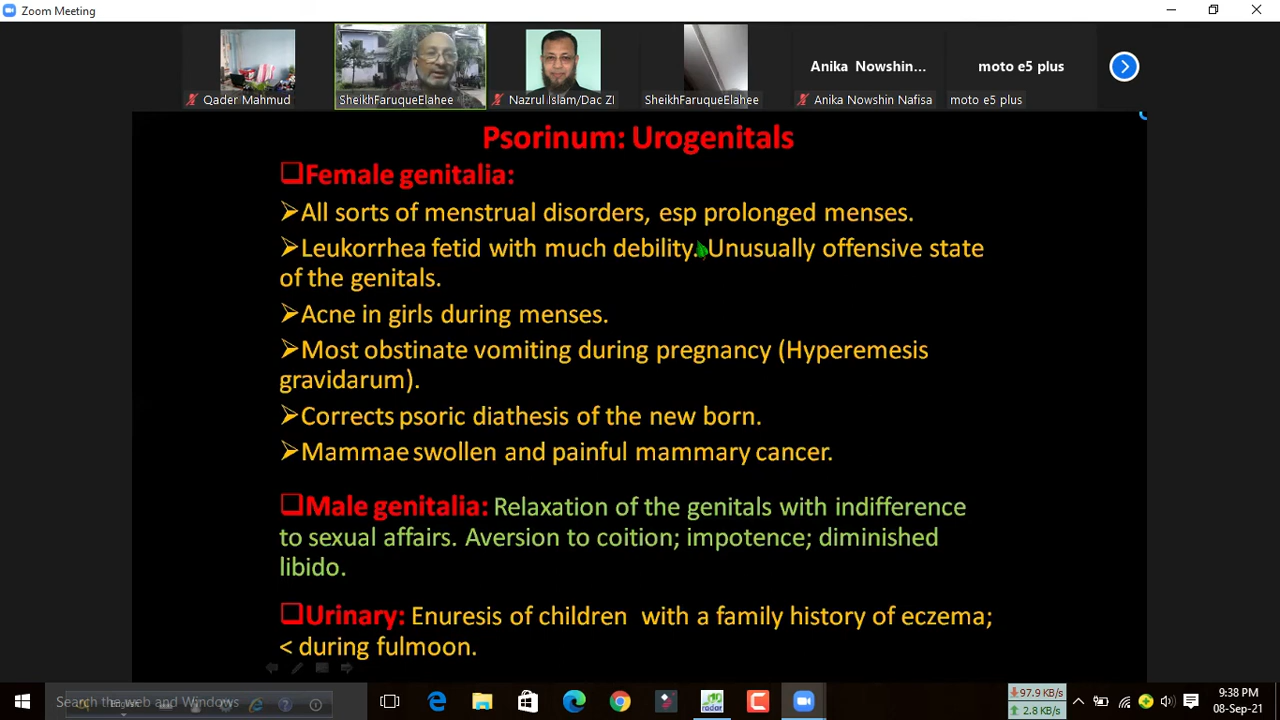 Zoom Meeting
Anika Nowshin...
moto e5 plus
Qader Mahmud
SheikhFaruqueElahee
Nazrul Islam/Dac ZI
SheikhFaruqueElahee
Anika Nowshin Nafisa
moto e5 plus
Psorinum: Urogenitals
Female genitalia:
All sorts of menstrual disorders, esp prolonged menses.
Leukorrhea fetid with much debility. Unusually offensive state
of the genitals.
Acne in girls during menses.
Most obstinate vomiting during pregnancy (Hyperemesis
gravidarum).
Corrects psoric diathesis of the new born.
Mammae swollen and painful mammary cancer.
Male genitalia: Relaxation of the genitals with indifference
to sexual affairs. Aversion to coition; impotence; diminished
libido.
Urinary: Enuresis of children with a family history of eczema;
< during fulmoon.
Search the web and Windows
English
radar
97.9 KB/s
2.8 KB/s
9:38 PM
08-Sep-21